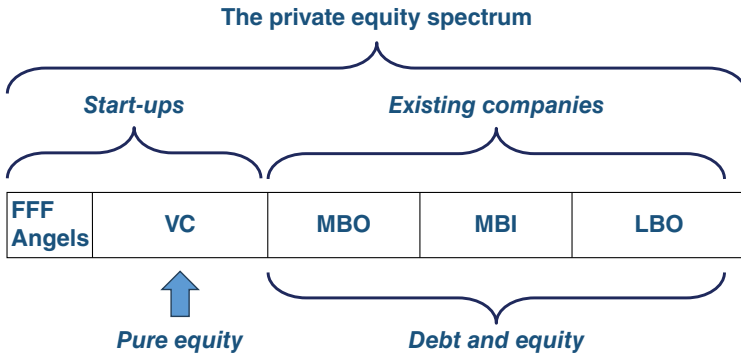 The private equity spectrum
Start-ups
Existing companies
FFF
Angels
VC
MBO
MBI
LBO
Pure equity
Debt and equity